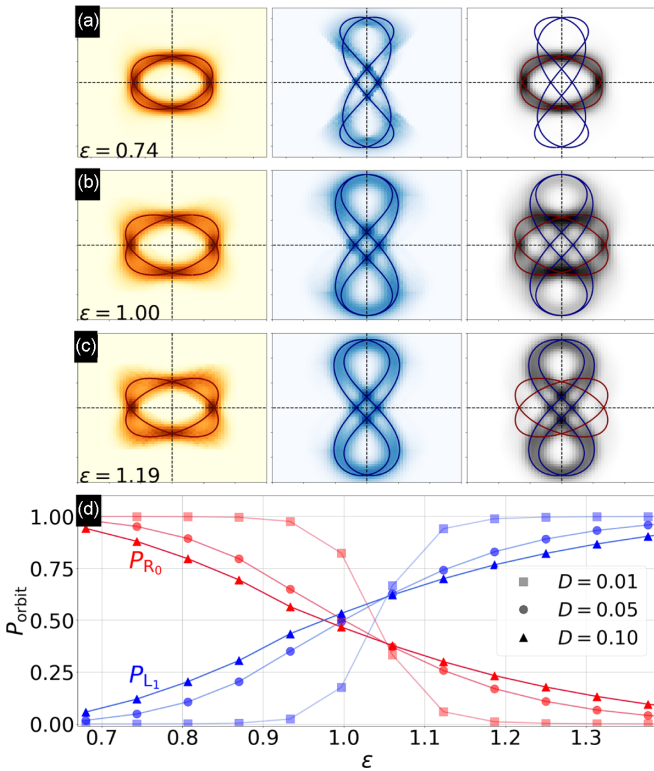 (a)
ε = 0.74
(b)
ε = 1.00
(c)
ε = 1.19
(d)
1.00
0.75
0.50
0.25
0.00
P_orbit
P_R₀
P_L₁
D = 0.01
D = 0.05
D = 0.10
0.7 0.8 0.9 1.0 1.1 1.2 1.3
ε